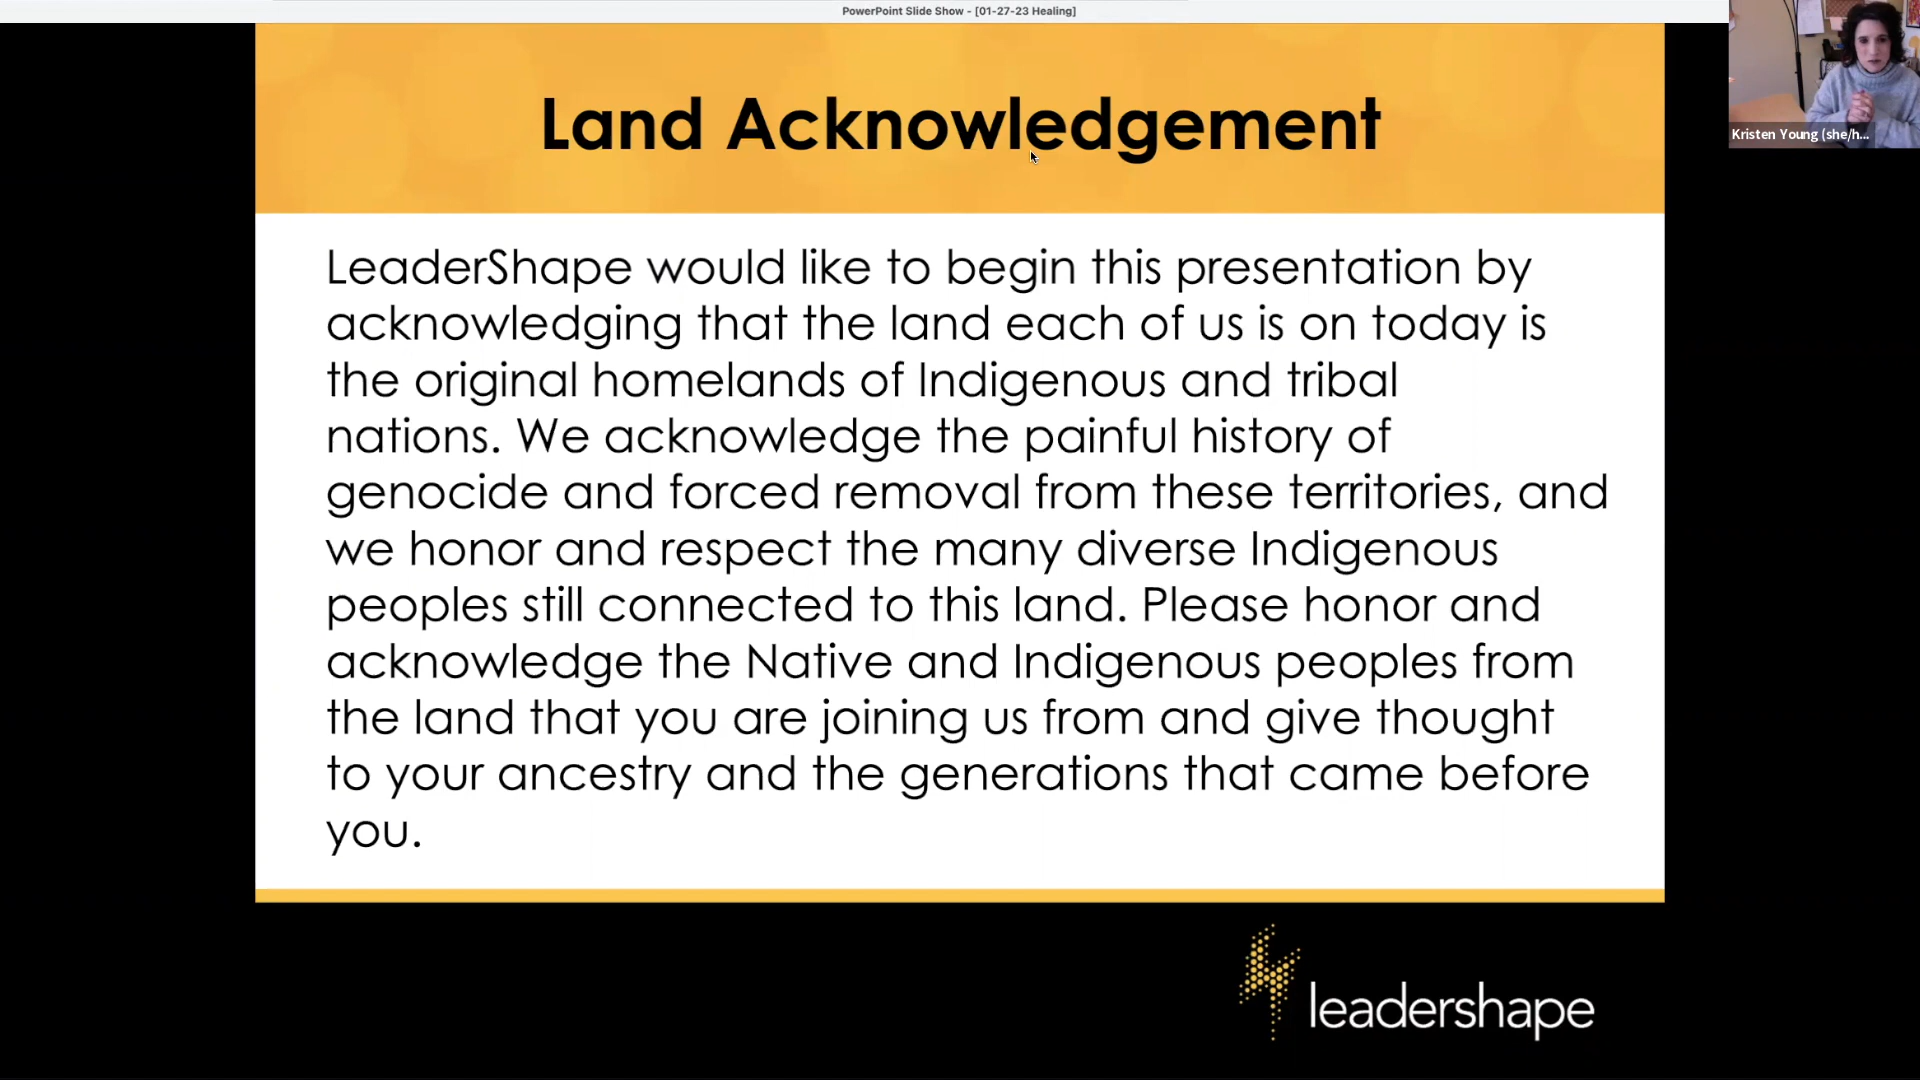 PowerPoint Slide Show - [01-27-23 Healing]
Kristen Young (she/h...
Land Acknowledgement
LeaderShape would like to begin this presentation by
acknowledging that the land each of us is on today is
the original homelands of Indigenous and tribal
nations. We acknowledge the painful history of
genocide and forced removal from these territories, and
we honor and respect the many diverse Indigenous
peoples still connected to this land. Please honor and
acknowledge the Native and Indigenous peoples from
the land that you are joining us from and give thought
to your ancestry and the generations that came before
you.
leadershape